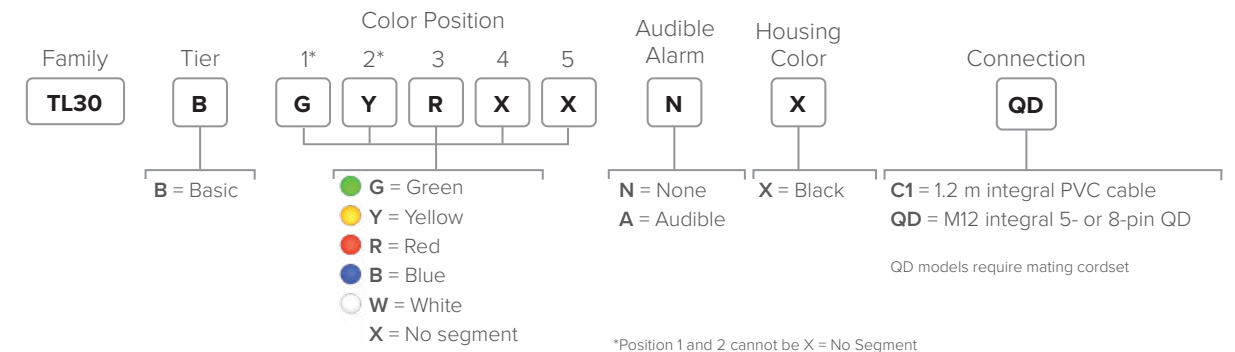 Color Position
Audible Alarm
Housing Color
Family
Tier
1*
2*
3
4
5
Connection
TL30
B
G
Y
R
X
X
N
X
QD
B = Basic
G = Green
Y = Yellow
R = Red
B = Blue
W = White
X = No segment
N = None
A = Audible
X = Black
C1 = 1.2 m integral PVC cable
QD = M12 integral 5- or 8-pin QD
QD models require mating cordset
*Position 1 and 2 cannot be X = No Segment